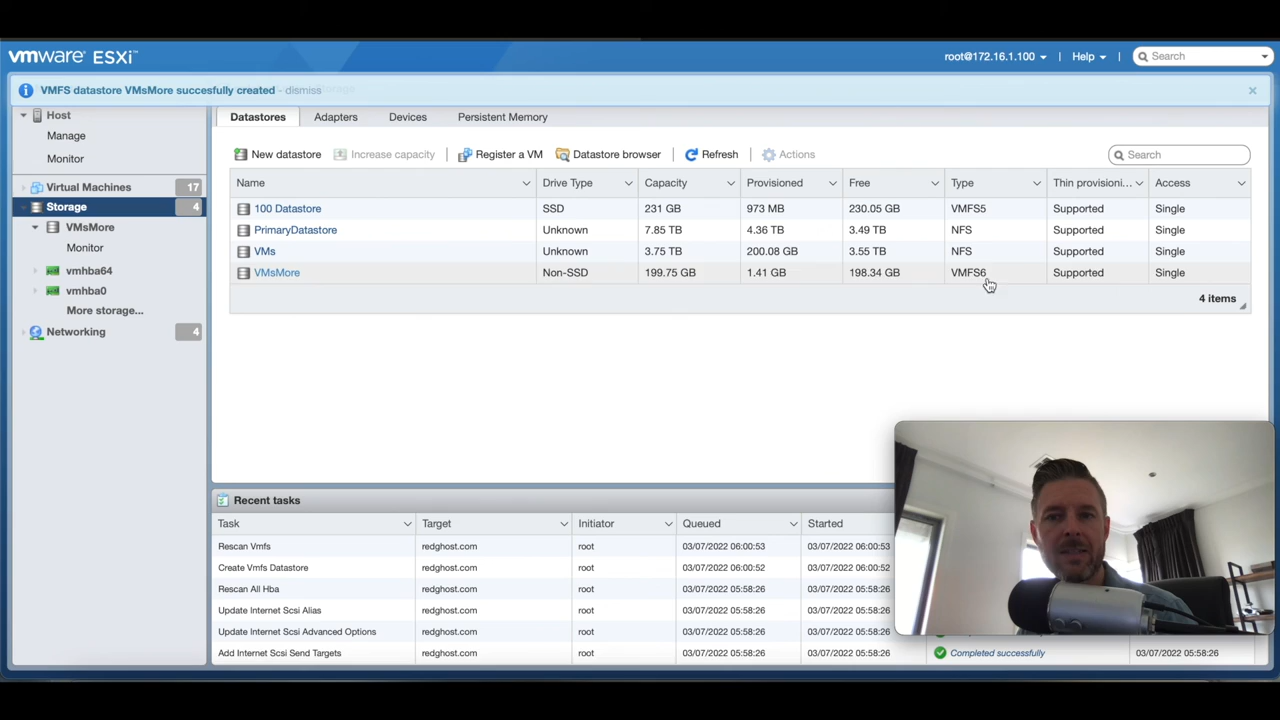 vmware ESXi™
root@172.16.1.100
Help
Search
VMFS datastore VMsMore succesfully created - dismiss
Host
Manage
Monitor
Virtual Machines 17
Storage 4
VMsMore
Monitor
vmhba64
vmhba0
More storage...
Networking 4
Datastores Adapters Devices Persistent Memory
New datastore Increase capacity Register a VM Datastore browser Refresh Actions Search
Name Drive Type Capacity Provisioned Free Type Thin provisioni... Access
100 Datastore SSD 231 GB 973 MB 230.05 GB VMFS5 Supported Single
PrimaryDatastore Unknown 7.85 TB 4.36 TB 3.49 TB NFS Supported Single
VMs Unknown 3.75 TB 200.08 GB 3.55 TB NFS Supported Single
VMsMore Non-SSD 199.75 GB 1.41 GB 198.34 GB VMFS6 Supported Single
4 items
Recent tasks
Task Target Initiator Queued Started
Rescan Vmfs redghost.com root 03/07/2022 06:00:53 03/07/2022 06:00:53
Create Vmfs Datastore redghost.com root 03/07/2022 06:00:52 03/07/2022 06:00:52
Rescan All Hba redghost.com root 03/07/2022 05:58:26 03/07/2022 05:58:26
Update Internet Scsi Alias redghost.com root 03/07/2022 05:58:26 03/07/2022 05:58:26
Update Internet Scsi Advanced Options redghost.com root 03/07/2022 05:58:26 03/07/2022 05:58:26
Add Internet Scsi Send Targets redghost.com root 03/07/2022 05:58:26 03/07/2022 05:58:26 Completed successfully 03/07/2022 05:58:26